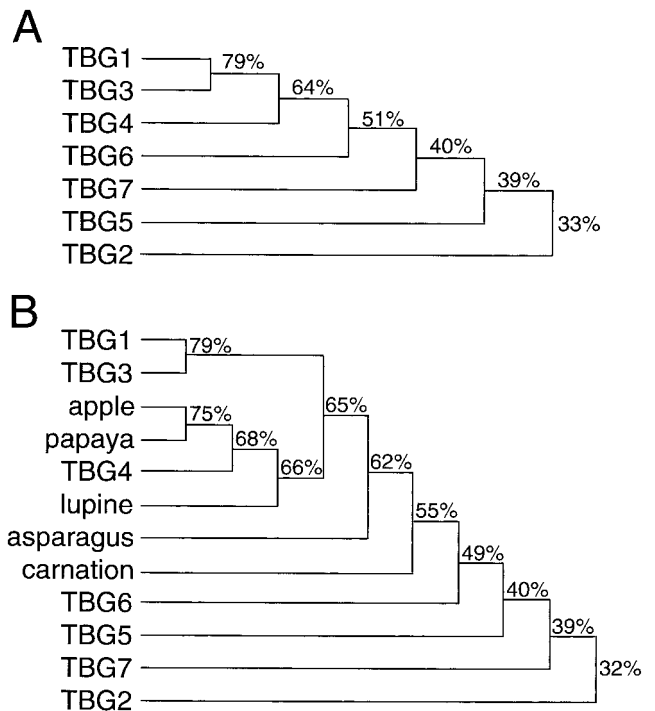 A
TBG1
79%
TBG3
64%
TBG4
51%
TBG6
40%
TBG7
39%
TBG5
33%
TBG2
B
TBG1
79%
TBG3
apple
75%
65%
papaya
68%
TBG4
66%
62%
lupine
55%
asparagus
49%
carnation
40%
TBG6
39%
TBG5
32%
TBG7
TBG2